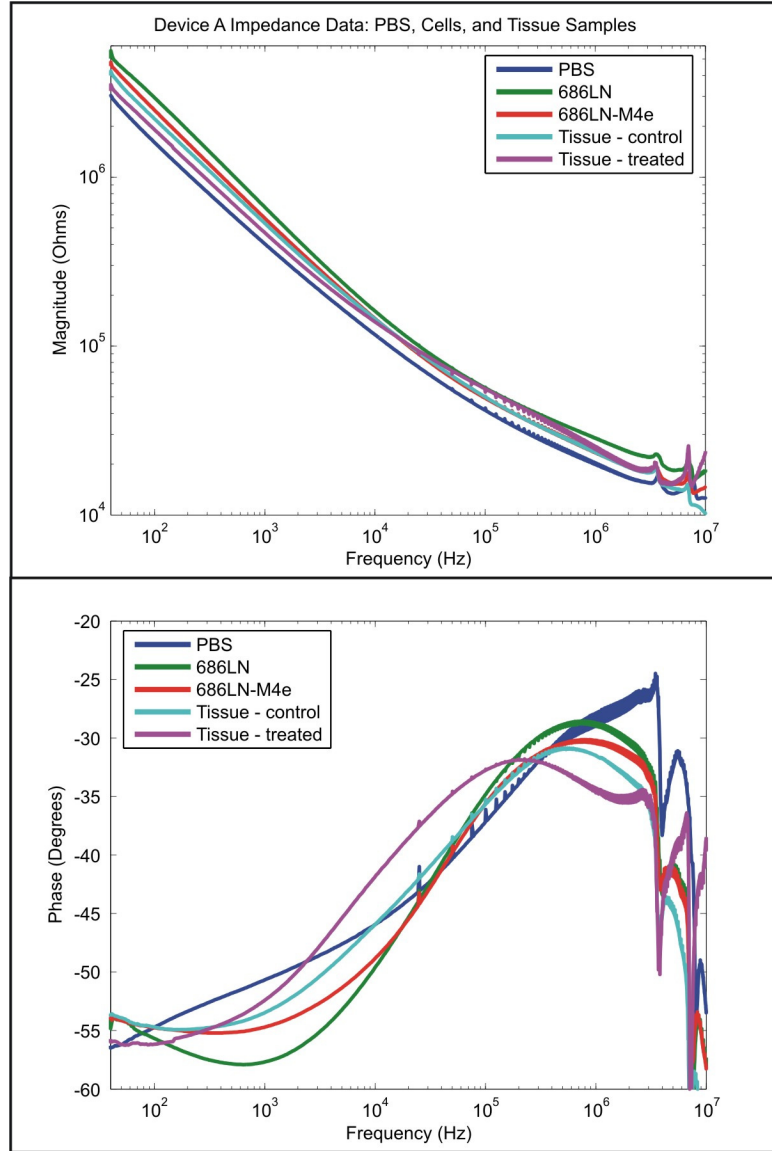 Device A Impedance Data: PBS, Cells, and Tissue Samples
PBS
686LN
686LN-M4e
Tissue - control
Tissue - treated
Magnitude (Ohms)
10^6
10^5
10^4
10^2 10^3 10^4 10^5 10^6 10^7
Frequency (Hz)
PBS
686LN
686LN-M4e
Tissue - control
Tissue - treated
Phase (Degrees)
-20
-25
-30
-35
-40
-45
-50
-55
-60
10^2 10^3 10^4 10^5 10^6 10^7
Frequency (Hz)